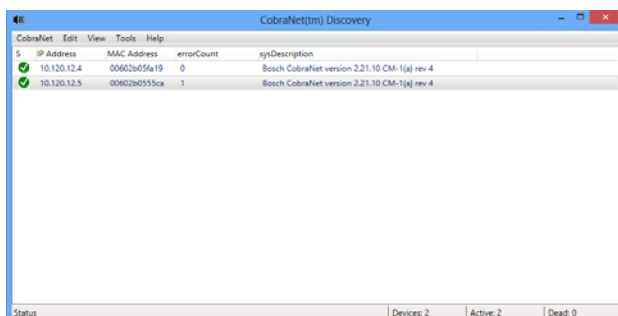 CobraNet(tm) Discovery
CobraNet Edit View Tools Help
S IP Address MAC Address errorCount sysDescription
10.120.12.4 00602b05fa19 0 Bosch CobraNet version 2.21.10 CM-1(a) rev 4
10.120.12.5 00602b0555ca 1 Bosch CobraNet version 2.21.10 CM-1(a) rev 4
Status Devices: 2 Active: 2 Dead: 0